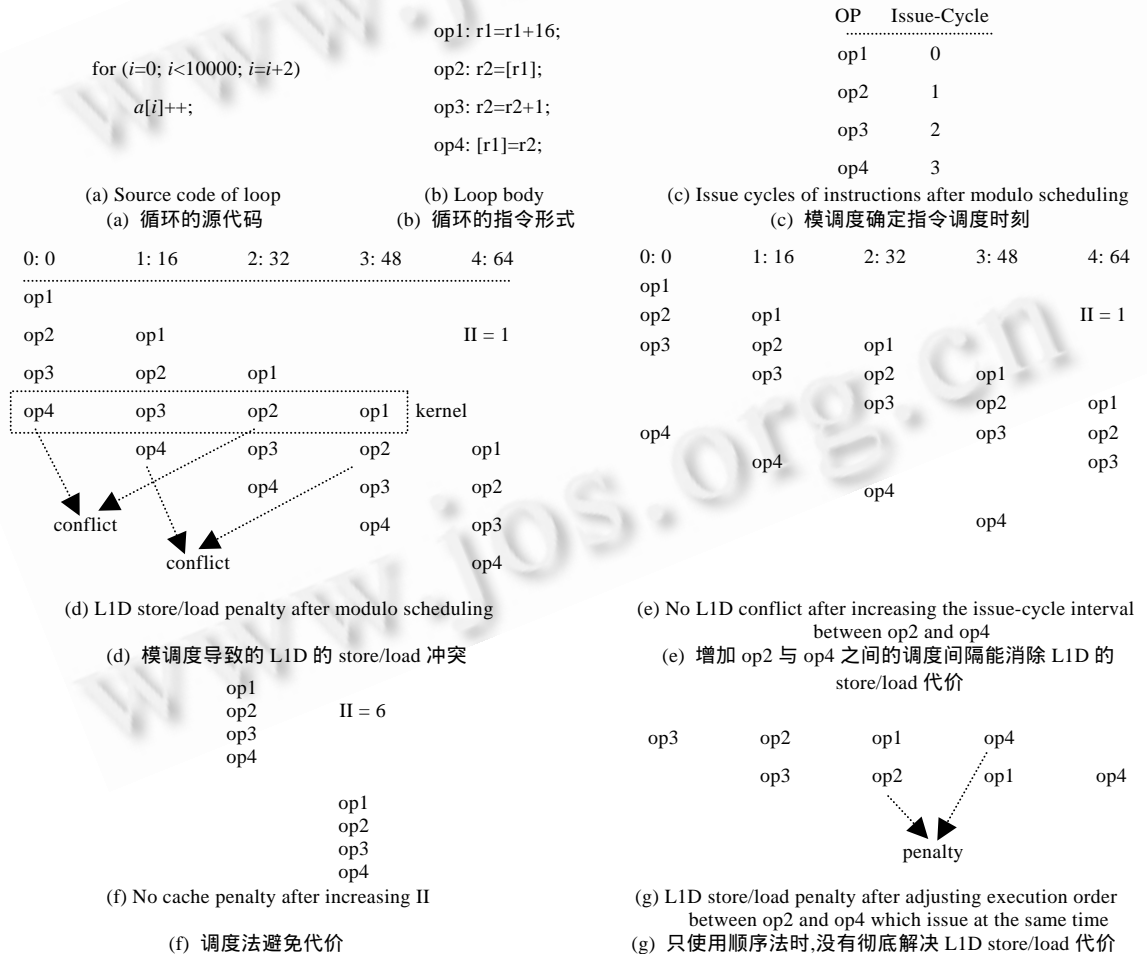 for (i=0; i<10000; i=i+2)
a[i]++;
(a) Source code of loop
(a) 循环的源代码
op1: r1=r1+16;
op2: r2=[r1];
op3: r2=r2+1;
op4: [r1]=r2;
(b) Loop body
(b) 循环的指令形式
OP Issue-Cycle
op1 0
op2 1
op3 2
op4 3
(c) Issue cycles of instructions after modulo scheduling
(c) 模调度确定指令调度时刻
0: 0 1: 16 2: 32 3: 48 4: 64
op1
op2 op1 II = 1
op3 op2 op1
op4 op3 op2 op1 kernel
op4 op3 op2 op1
op4 op3 op2
conflict op4 op3
conflict op4
(d) L1D store/load penalty after modulo scheduling
(d) 模调度导致的 L1D 的 store/load 冲突
0: 0 1: 16 2: 32 3: 48 4: 64
op1
op2 op1 II = 1
op3 op2 op1
op3 op2 op1
op3 op2 op1
op4 op3 op2
op4 op3
op4
op4
(e) No L1D conflict after increasing the issue-cycle interval
between op2 and op4
(e) 增加 op2 与 op4 之间的调度间隔能消除 L1D 的
store/load 代价
op1
op2 II = 6
op3
op4
op1
op2
op3
op4
(f) No cache penalty after increasing II
(f) 调度法避免代价
op3 op2 op1 op4
op3 op2 op1 op4
penalty
(g) L1D store/load penalty after adjusting execution order
between op2 and op4 which issue at the same time
(g) 只使用顺序法时,没有彻底解决 L1D store/load 代价
www.jos.org.cn